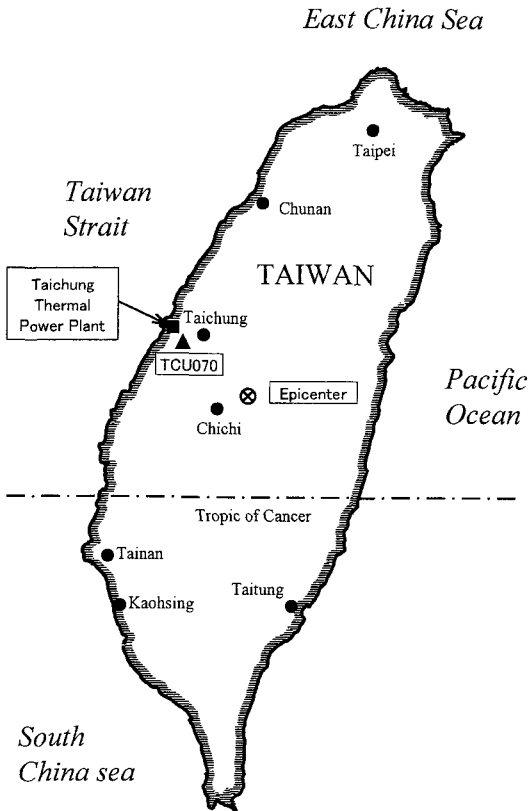 East China Sea
Taipei
Taiwan
Strait
Chunan
TAIWAN
Taichung
Thermal
Power Plant
Taichung
TCU070
Pacific
Ocean
Epicenter
Chichi
Tropic of Cancer
Tainan
Kaohsing
Taitung
South
China sea